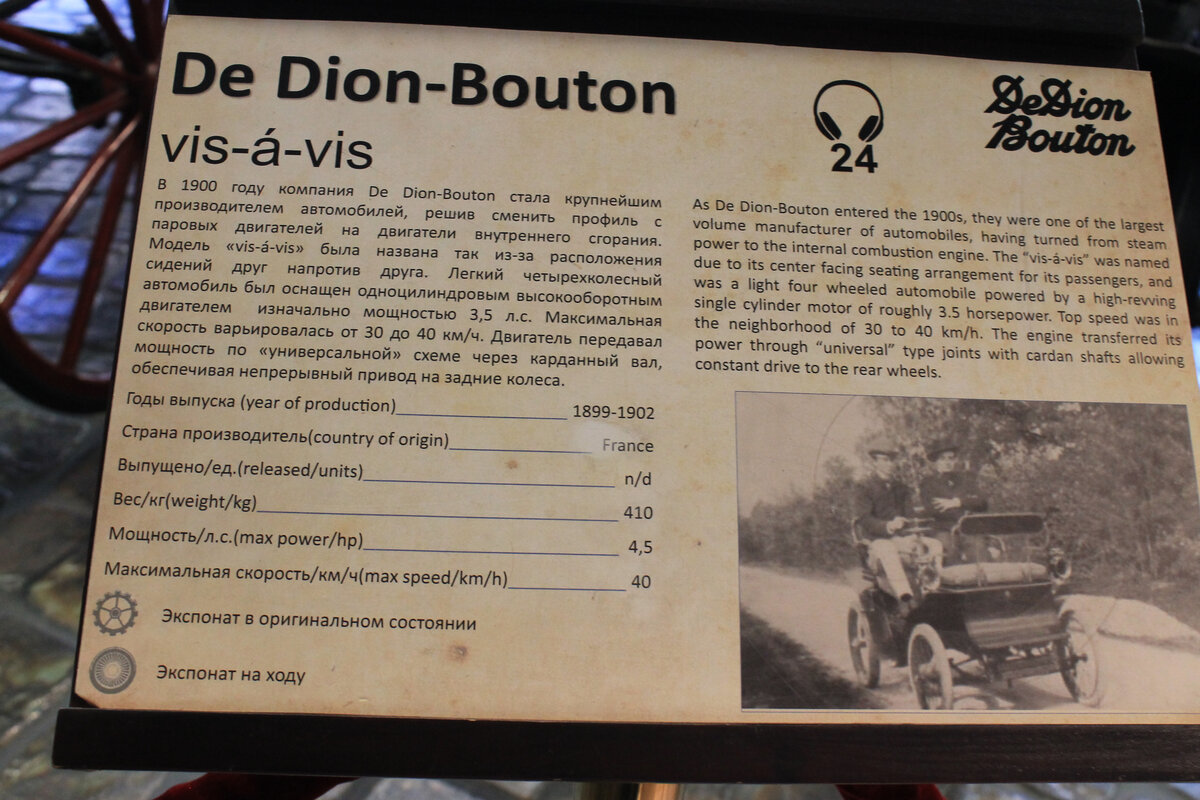 De Dion-Bouton
vis-á-vis
24
DeDion
Bouton
В 1900 году компания De Dion-Bouton стала крупнейшим
производителем автомобилей, решив сменить профиль с
паровых двигателей на двигатели внутреннего сгорания.
Модель «vis-á-vis» была названа так из-за расположения
сидений друг напротив друга. Легкий четырехколесный
автомобиль был оснащен одноцилиндровым высокооборотным
двигателем изначально мощностью 3,5 л.с. Максимальная
скорость варьировалась от 30 до 40 км/ч. Двигатель передавал
мощность по «универсальной» схеме через карданный вал,
обеспечивая непрерывный привод на задние колеса.
As De Dion-Bouton entered the 1900s, they were one of the largest
volume manufacturer of automobiles, having turned from steam
power to the internal combustion engine. The “vis-á-vis” was named
due to its center facing seating arrangement for its passengers, and
was a light four wheeled automobile powered by a high-revving
single cylinder motor of roughly 3.5 horsepower. Top speed was in
the neighborhood of 30 to 40 km/h. The engine transferred its
power through “universal” type joints with cardan shafts allowing
constant drive to the rear wheels.
Годы выпуска (year of production)__________________ 1899-1902
Страна производитель(country of origin)________________ France
Выпущено/ед.(released/units)___________________________ n/d
Вес/кг(weight/kg)______________________________________ 410
Мощность/л.с.(max power/hp)___________________________ 4,5
Максимальная скорость/км/ч(max speed/km/h)____________ 40
Экспонат в оригинальном состоянии
Экспонат на ходу